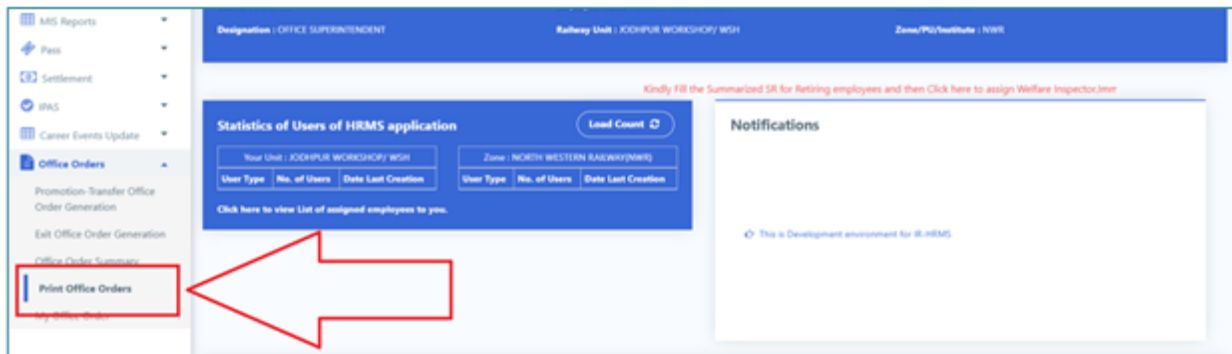 MIS Reports
Pass
Settlement
IPAS
Career Events Update
Office Orders
Promotion-Transfer Office
Order Generation
Exit Office Order Generation
Office Order Summary
Print Office Orders
My Office Order
Designation : OFFICE SUPERINTENDENT
Railway Unit : JODHPUR WORKSHOP/ WSH
Zone/PU/Institute : NWR
Kindly Fill the Summarized SR for Retiring employees and then Click here to assign Welfare Inspector,Imm
Statistics of Users of HRMS application
Load Count
Your Unit : JODHPUR WORKSHOP/ WSH
User Type No. of Users Date Last Creation
Zone : NORTH WESTERN RAILWAY(NWR)
User Type No. of Users Date Last Creation
Click here to view List of assigned employees to you.
Notifications
This is Development environment for IR-HRMS